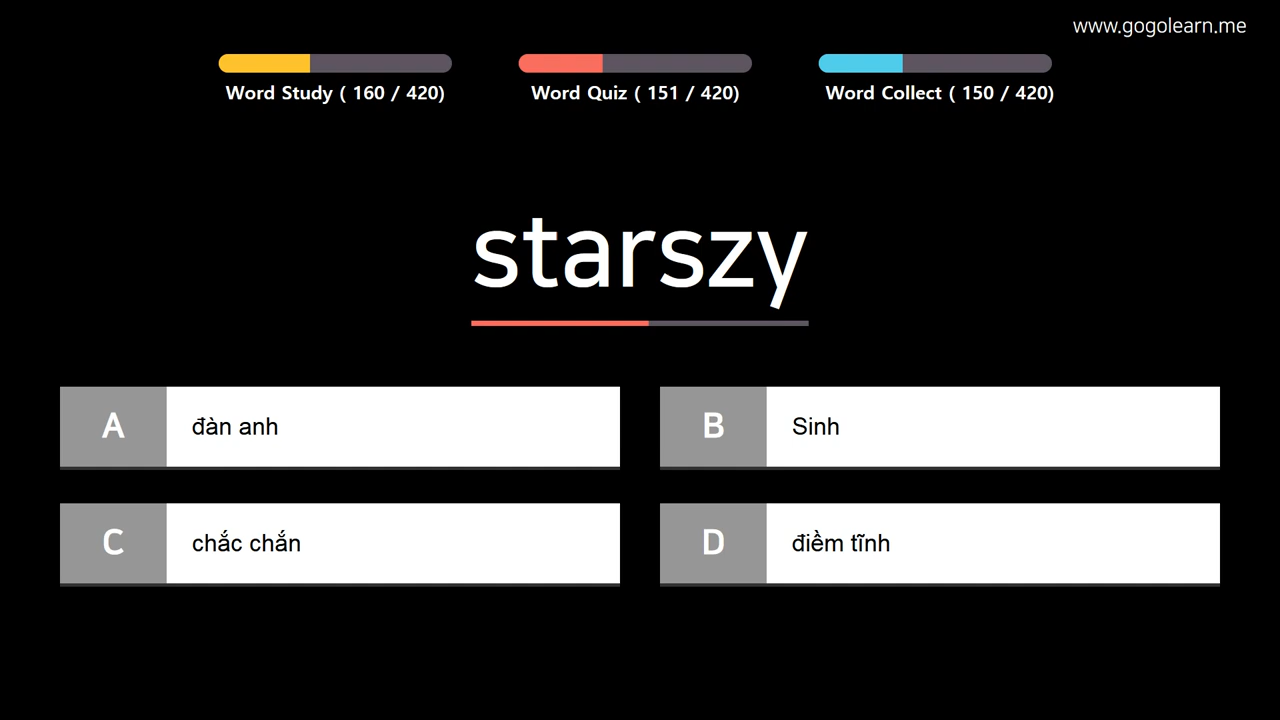 www.gogolearn.me
Word Study ( 160 / 420)
Word Quiz ( 151 / 420)
Word Collect ( 150 / 420)
starszy
A
đàn anh
B
Sinh
C
chắc chắn
D
điềm tĩnh